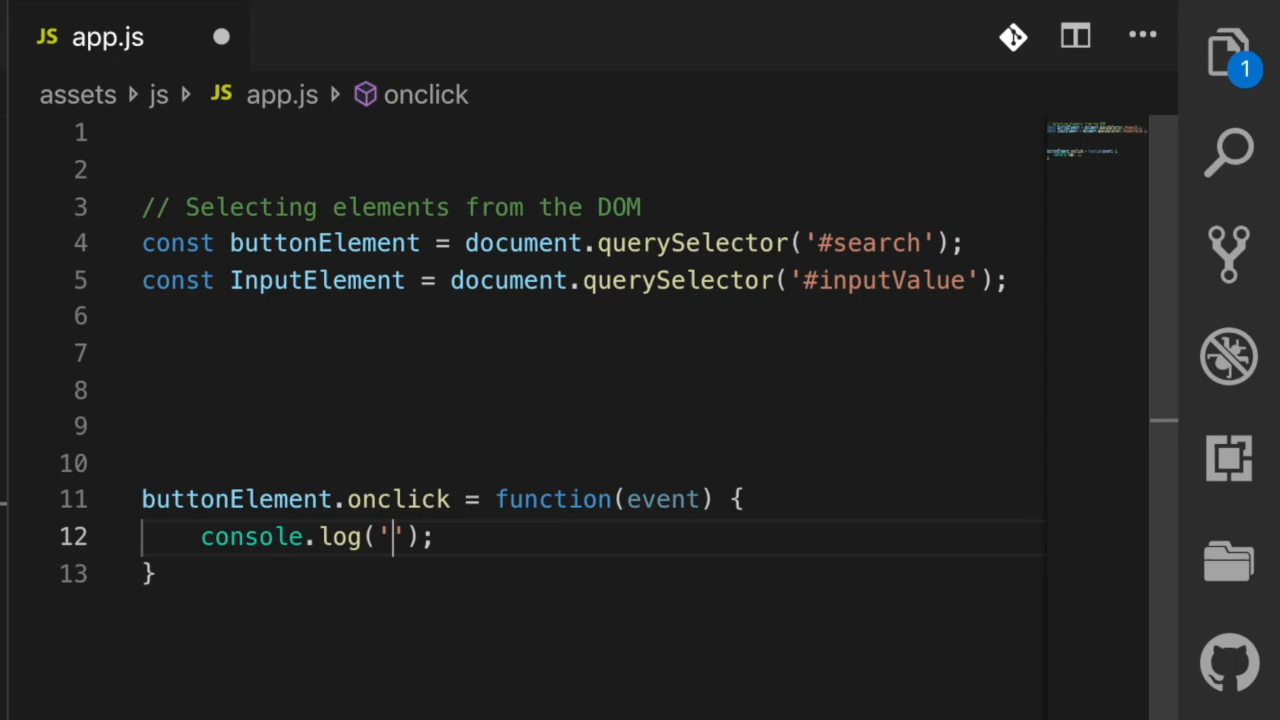 JS app.js
assets js JS app.js onclick
1
1
2
3 // Selecting elements from the DOM
4 const buttonElement = document.querySelector('#search');
5 const InputElement = document.querySelector('#inputValue');
6
7
8
9
10
11 buttonElement.onclick = function(event) {
12 console.log('');
13 }